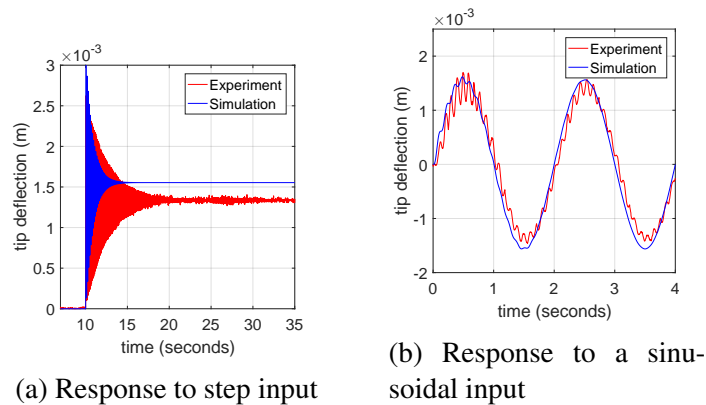 ×10⁻³
3
2.5
2
1.5
1
0.5
0
10 15 20 25 30 35
tip deflection (m)
time (seconds)
Experiment
Simulation
(a) Response to step input
×10⁻³
2
1
0
-1
-2
0 1 2 3 4
tip deflection (m)
time (seconds)
Experiment
Simulation
(b) Response to a sinu-
soidal input